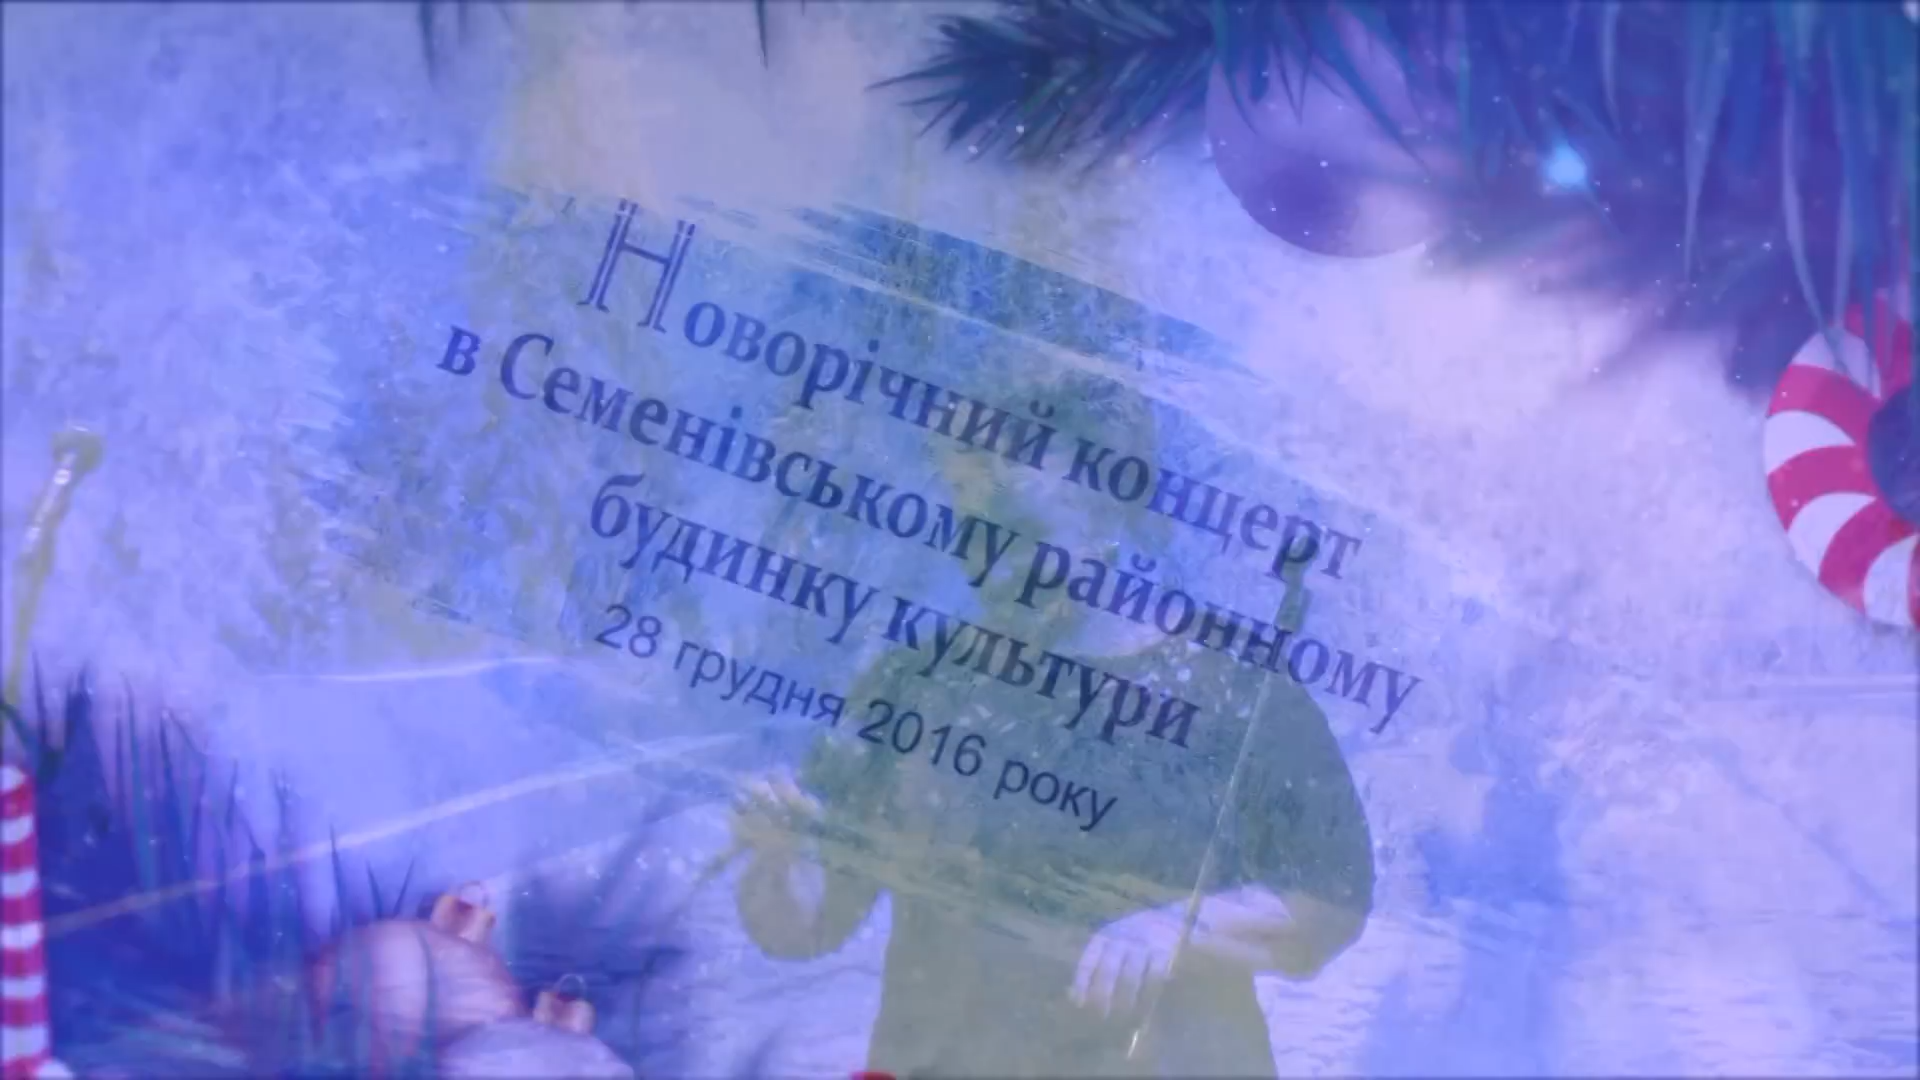 Новорічний концерт
в Семенівському районному
будинку культури
28 грудня 2016 року